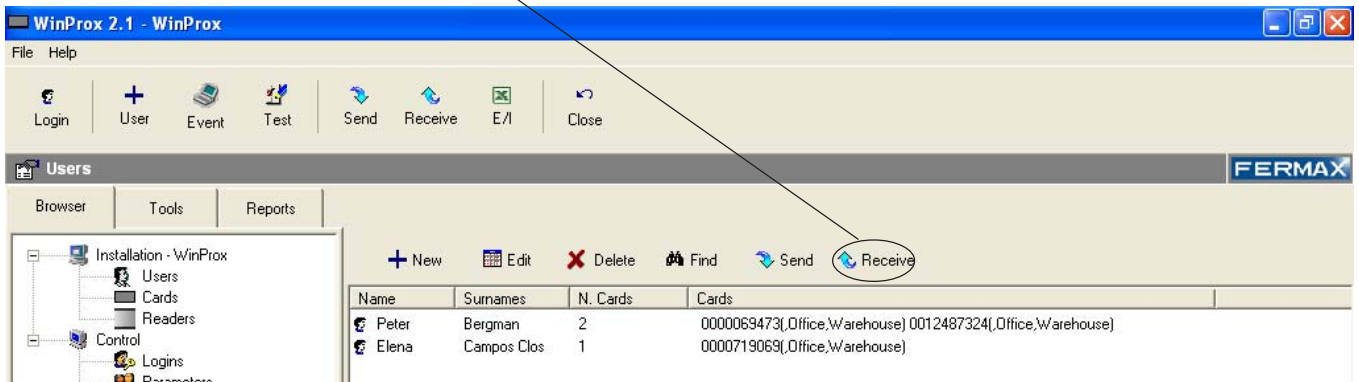 WinProx 2.1 - WinProx
File Help
Login User Event Test Send Receive E/I Close
Users FERMAX
Browser Tools Reports
New Edit Delete Find Send Receive
Installation - WinProx
Users
Cards
Readers
Control
Logins
Parameters
Name Surnames N. Cards Cards
Peter Bergman 2 0000069473(,Office,Warehouse) 0012487324(,Office,Warehouse)
Elena Campos Clos 1 0000719069(,Office,Warehouse)